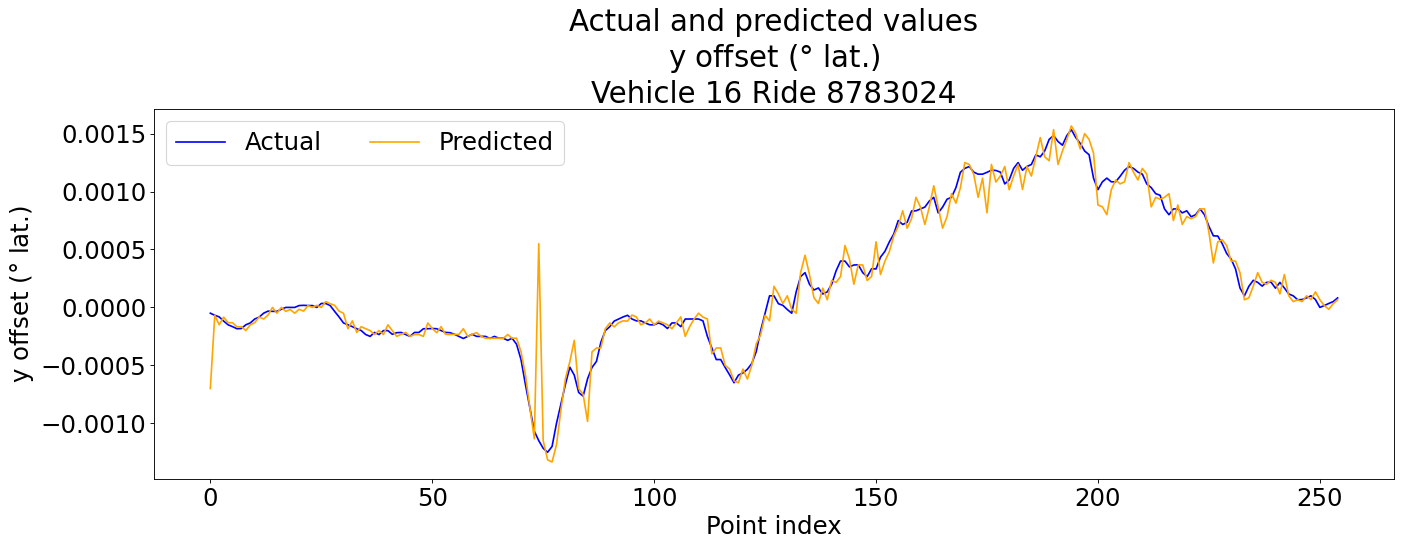 Actual and predicted values
y offset (° lat.)
Vehicle 16 Ride 8783024
Actual
Predicted
0.0015
0.0010
0.0005
0.0000
−0.0005
−0.0010
y offset (° lat.)
0
50
100
150
200
250
Point index